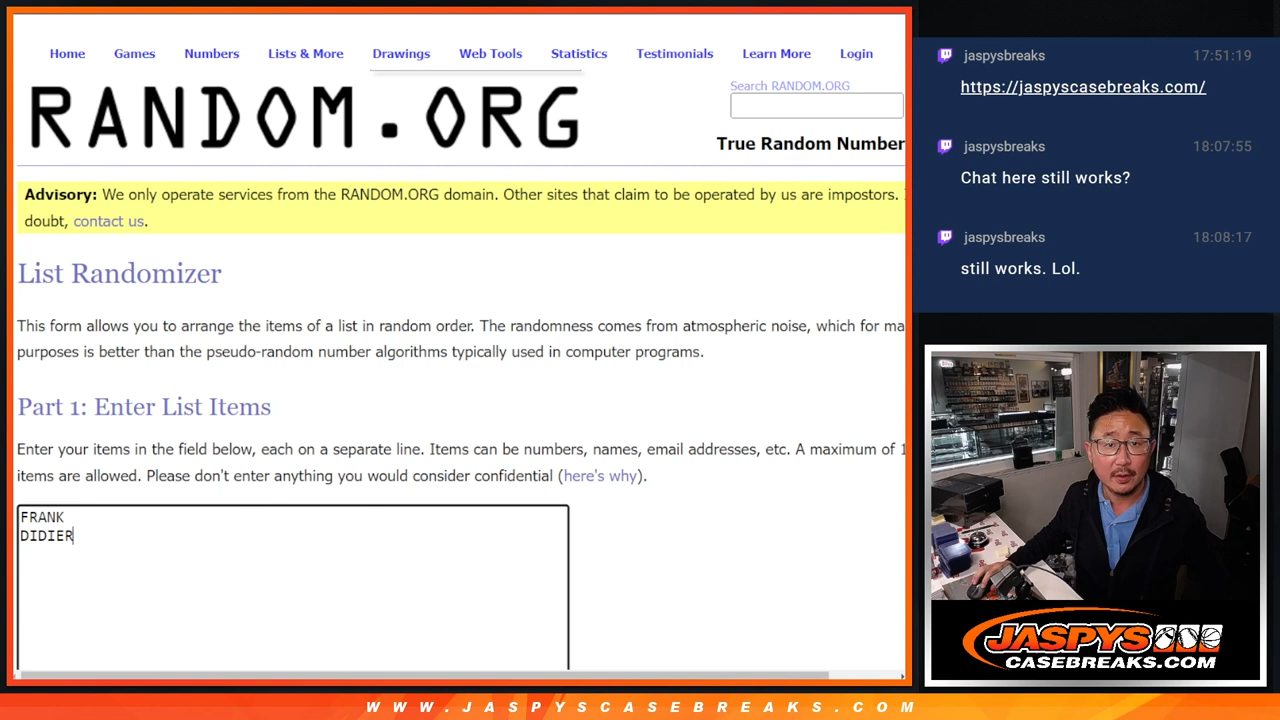 Home Games Numbers Lists & More Drawings Web Tools Statistics Testimonials Learn More Login
RANDOM.ORG
Search RANDOM.ORG
True Random Number
Advisory: We only operate services from the RANDOM.ORG domain. Other sites that claim to be operated by us are impostors.
doubt, contact us.
List Randomizer
This form allows you to arrange the items of a list in random order. The randomness comes from atmospheric noise, which for ma
purposes is better than the pseudo-random number algorithms typically used in computer programs.
Part 1: Enter List Items
Enter your items in the field below, each on a separate line. Items can be numbers, names, email addresses, etc. A maximum of 1
items are allowed. Please don't enter anything you would consider confidential (here's why).
FRANK
DIDIER
jaspysbreaks 17:51:19
https://jaspyscasebreaks.com/
jaspysbreaks 18:07:55
Chat here still works?
jaspysbreaks 18:08:17
still works. Lol.
JASPYS
CASEBREAKS.COM
WWW.JASPYSCASEBREAKS.COM